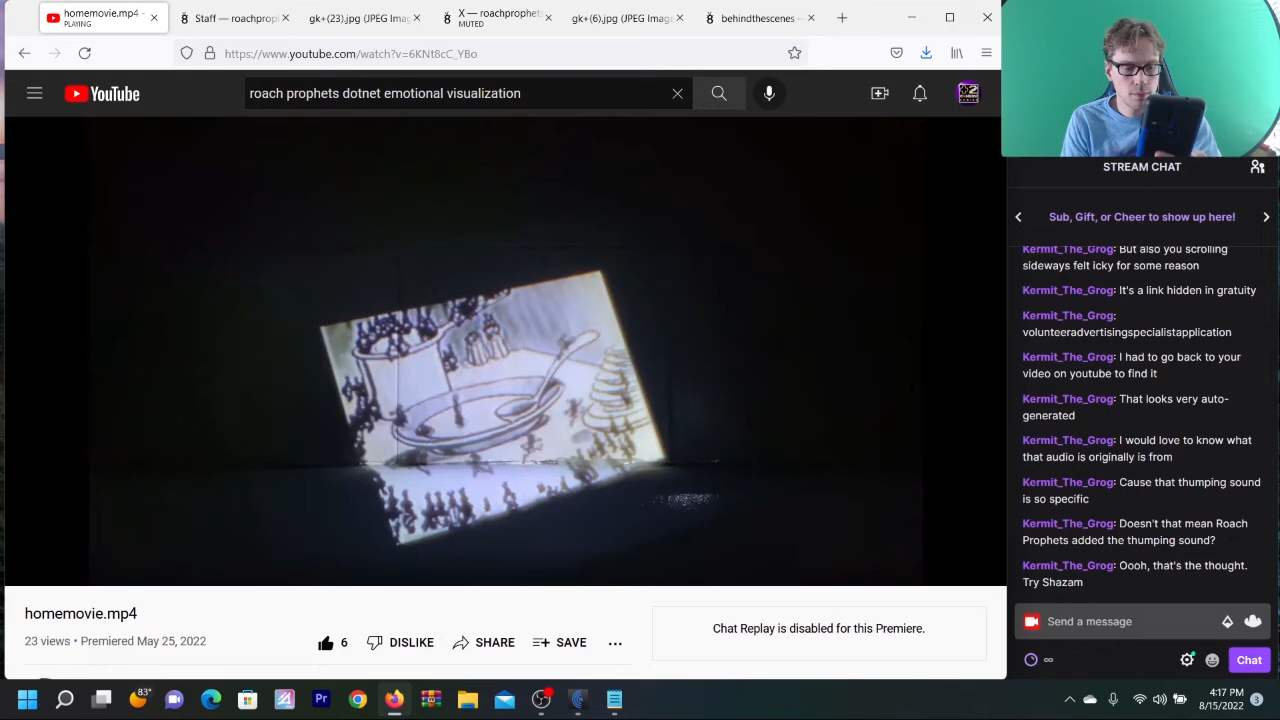 homemovie.mp4 -
PLAYING
Staff — roachprop
gk+(23).jpg (JPEG Imag
X — roachprophets
MUTED
gk+(6).jpg (JPEG Image
behindthescenes —
https://www.youtube.com/watch?v=6KNt8cC_YBo
YouTube
roach prophets dotnet emotional visualization
homemovie.mp4
23 views • Premiered May 25, 2022
6
DISLIKE
SHARE
SAVE
Chat Replay is disabled for this Premiere.
STREAM CHAT
Sub, Gift, or Cheer to show up here!
Kermit_The_Grog: But also you scrolling
sideways felt icky for some reason
Kermit_The_Grog: It's a link hidden in gratuity
Kermit_The_Grog:
volunteeradvertisingspecialistapplication
Kermit_The_Grog: I had to go back to your
video on youtube to find it
Kermit_The_Grog: That looks very auto-
generated
Kermit_The_Grog: I would love to know what
that audio is originally is from
Kermit_The_Grog: Cause that thumping sound
is so specific
Kermit_The_Grog: Doesn't that mean Roach
Prophets added the thumping sound?
Kermit_The_Grog: Oooh, that's the thought.
Try Shazam
Send a message
Chat
83°
Pr
4:17 PM
8/15/2022
3